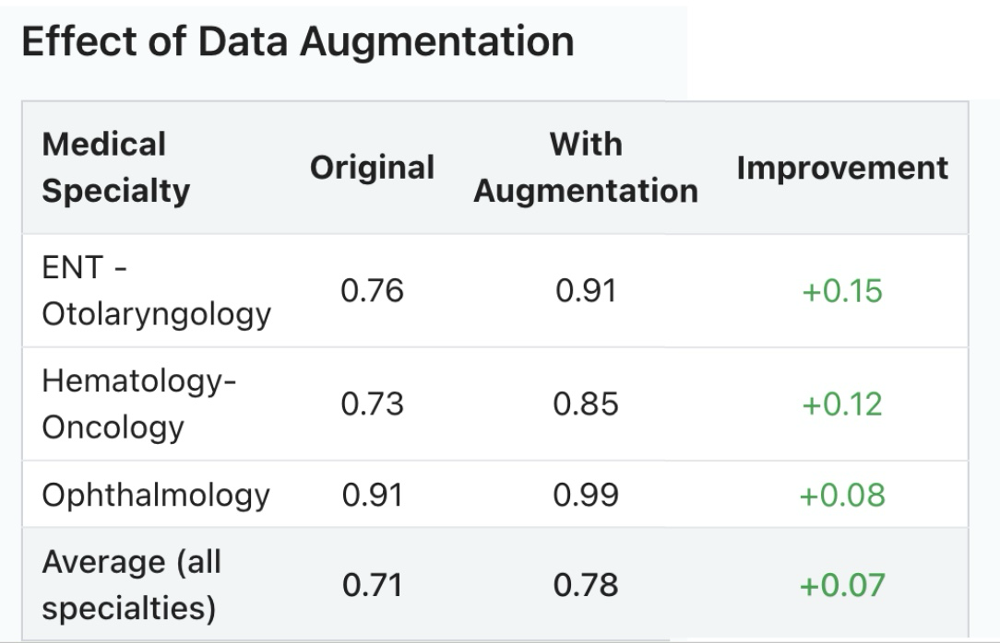 Effect of Data Augmentation
Medical Specialty Original With Augmentation Improvement
ENT - Otolaryngology 0.76 0.91 +0.15
Hematology-Oncology 0.73 0.85 +0.12
Ophthalmology 0.91 0.99 +0.08
Average (all specialties) 0.71 0.78 +0.07